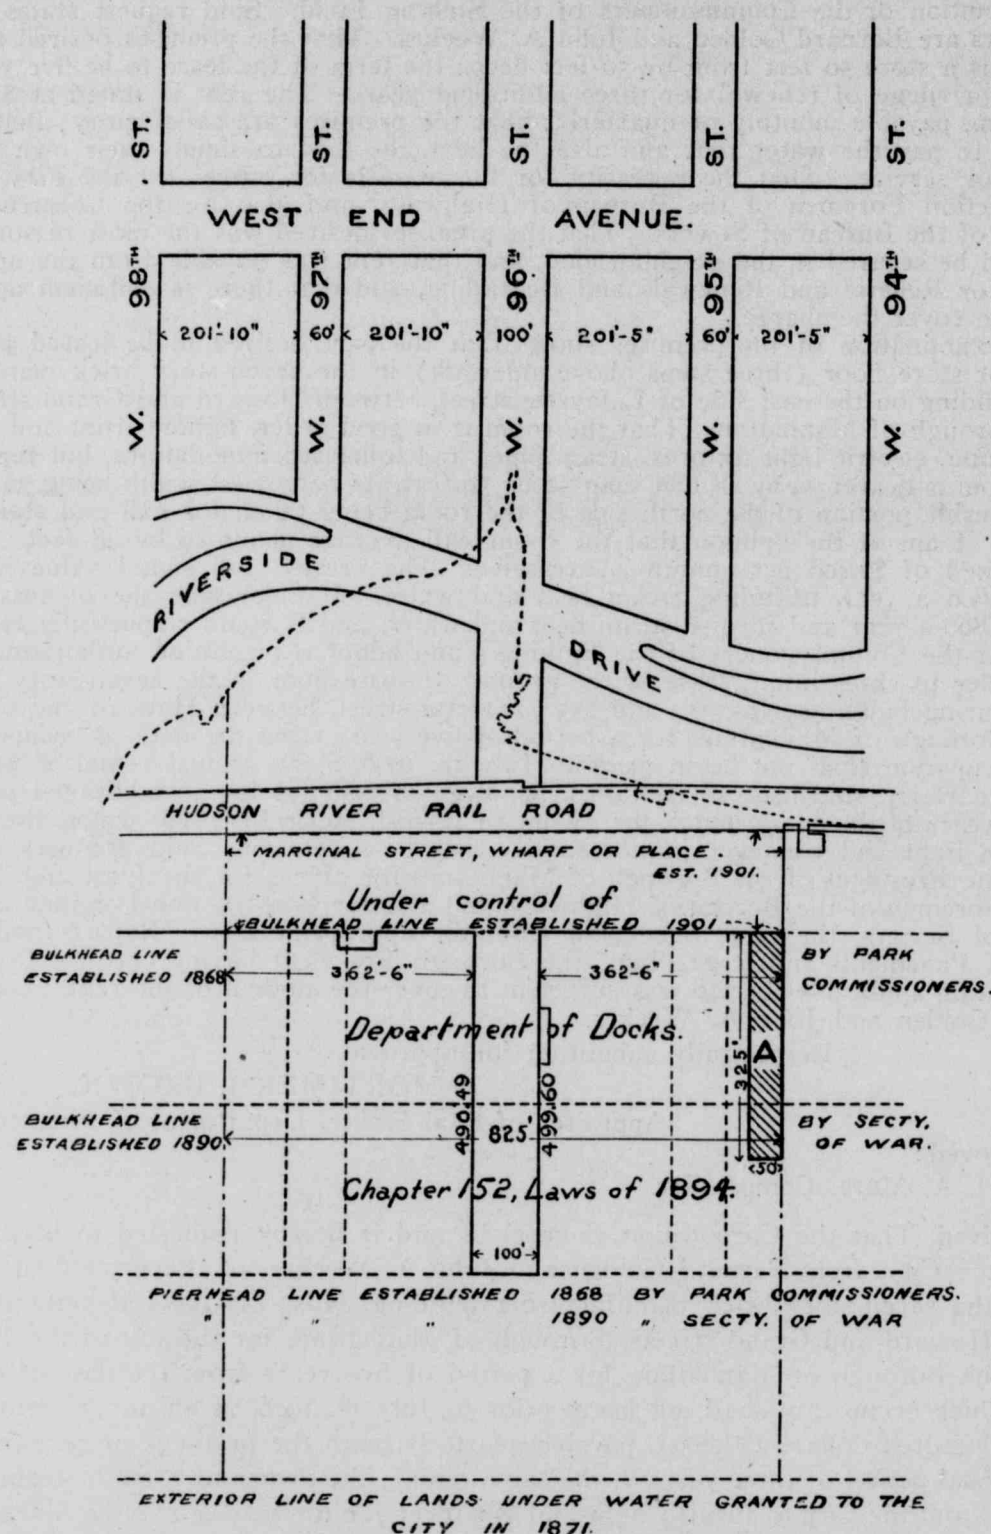 W. 98TH ST.
W. 97TH ST.
W. 96TH ST.
W. 95TH ST.
W. 94TH ST.
WEST END AVENUE.
201'-10" 60' 201'-10" 100' 201'-5" 60' 201'-5"
RIVERSIDE DRIVE
HUDSON RIVER RAIL ROAD
MARGINAL STREET, WHARF OR PLACE.
EST. 1901.
Under control of
BULKHEAD LINE ESTABLISHED 1901
BULKHEAD LINE ESTABLISHED 1868
BY PARK COMMISSIONERS.
362'-6" 362'-6"
Department of Docks.
325'
A
490.49
499.60
BULKHEAD LINE ESTABLISHED 1890
825'
BY SECTY. OF WAR.
50'
Chapter 152, Laws of 1894.
100'
PIERHEAD LINE ESTABLISHED 1868 BY PARK COMMISSIONERS.
" " " 1890 " SECTY. OF WAR
EXTERIOR LINE OF LANDS UNDER WATER GRANTED TO THE
CITY IN 1871.